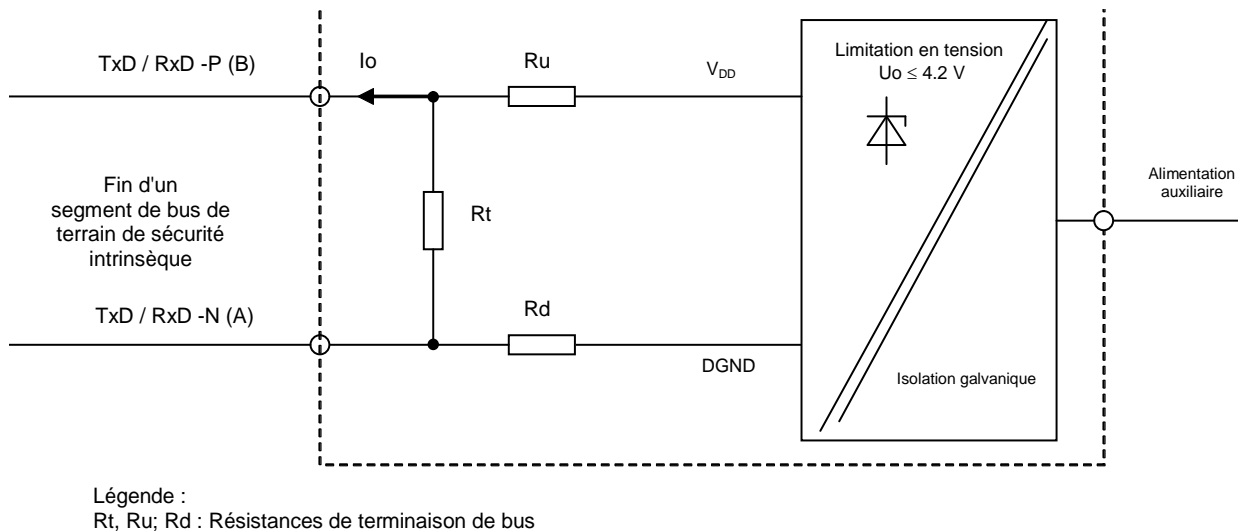 TxD / RxD -P (B)
Io
Ru
V_DD
Limitation en tension
Uo ≤ 4.2 V
Fin d'un
segment de bus de
terrain de sécurité
intrinsèque
Rt
Alimentation
auxiliaire
TxD / RxD -N (A)
Rd
DGND
Isolation galvanique
Légende :
Rt, Ru; Rd : Résistances de terminaison de bus